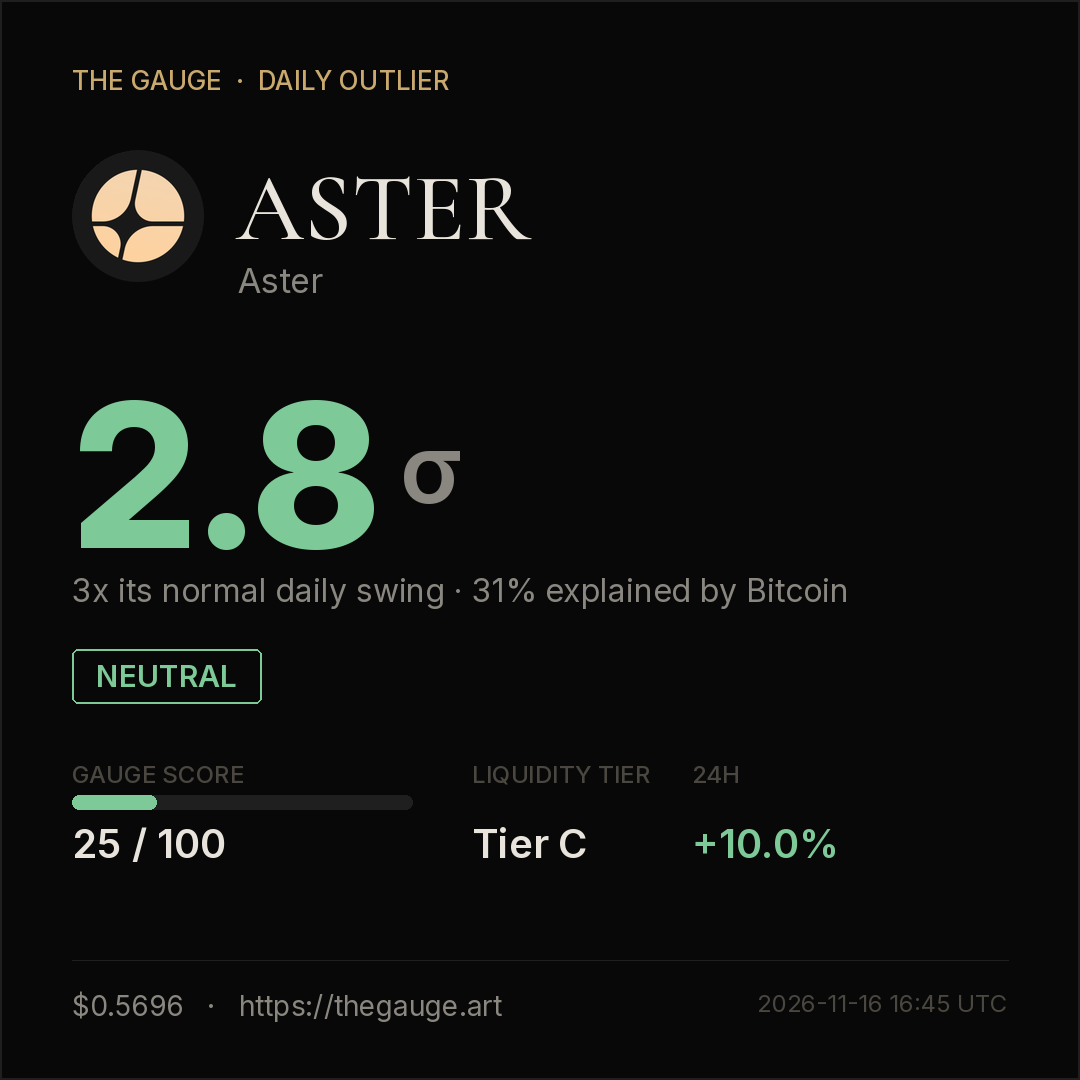 THE GAUGE · DAILY OUTLIER
ASTER
Aster
2.8 σ
3x its normal daily swing · 31% explained by Bitcoin
NEUTRAL
GAUGE SCORE LIQUIDITY TIER 24H
25 / 100 Tier C +10.0%
$0.5696 · https://thegauge.art 2026-11-16 16:45 UTC